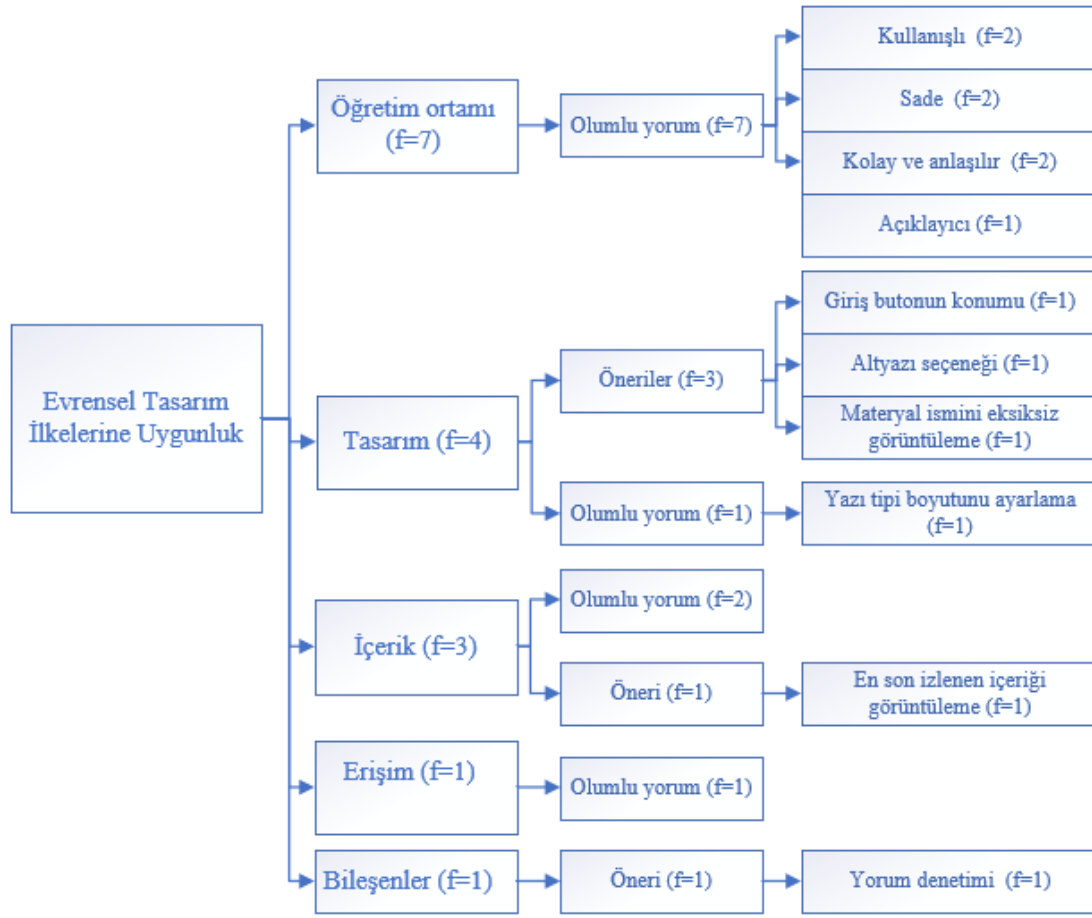 Evrensel Tasarım
İlkelerine Uygunluk
Öğretim ortamı
(f=7)
Olumlu yorum (f=7)
Kullanışlı (f=2)
Sade (f=2)
Kolay ve anlaşılır (f=2)
Açıklayıcı (f=1)
Tasarım (f=4)
Öneriler (f=3)
Giriş butonun konumu (f=1)
Altyazı seçeneği (f=1)
Materyal ismini eksiksiz
görüntüleme (f=1)
Olumlu yorum (f=1)
Yazı tipi boyutunu ayarlama
(f=1)
İçerik (f=3)
Olumlu yorum (f=2)
Öneri (f=1)
En son izlenen içeriği
görüntüleme (f=1)
Erişim (f=1)
Olumlu yorum (f=1)
Bileşenler (f=1)
Öneri (f=1)
Yorum denetimi (f=1)